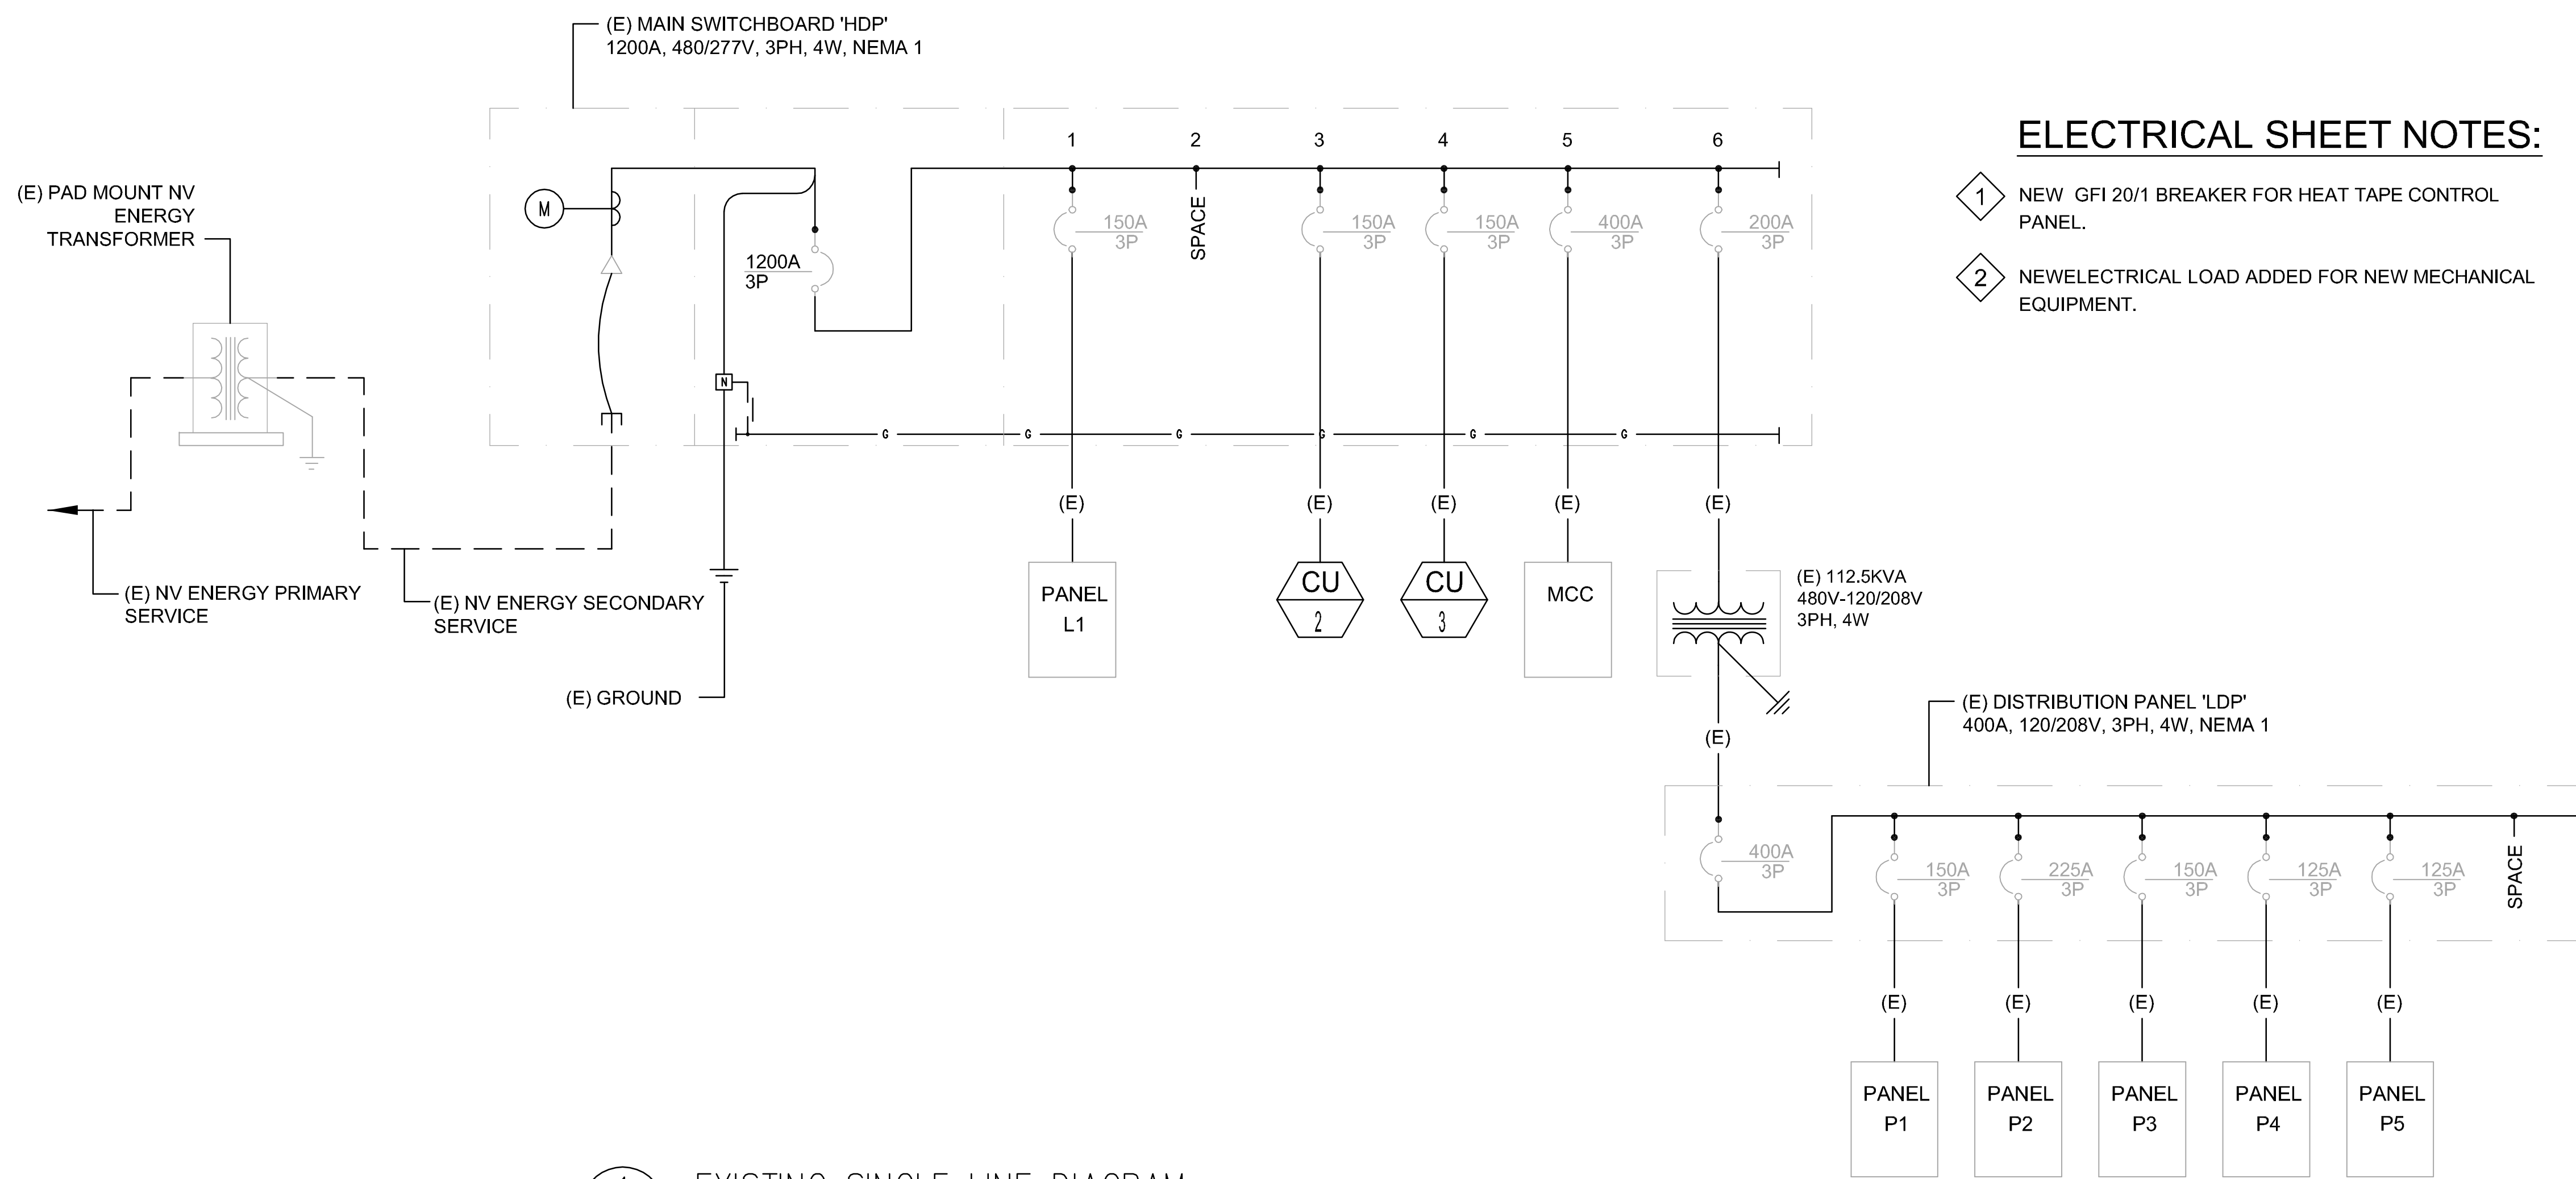 (E) MAIN SWITCHBOARD 'HDP'
1200A, 480/277V, 3PH, 4W, NEMA 1
(E) PAD MOUNT NV
ENERGY
TRANSFORMER
(E) NV ENERGY PRIMARY
SERVICE
(E) NV ENERGY SECONDARY
SERVICE
(E) GROUND
M
N
1200A
3P
1 2 3 4 5 6
150A
3P
SPACE
150A
3P
150A
3P
400A
3P
200A
3P
G G G G G G
(E) (E) (E) (E) (E)
PANEL
L1
CU
2
CU
3
MCC
(E) 112.5KVA
480V-120/208V
3PH, 4W
(E)
ELECTRICAL SHEET NOTES:
1 NEW GFI 20/1 BREAKER FOR HEAT TAPE CONTROL
PANEL.
2 NEWELECTRICAL LOAD ADDED FOR NEW MECHANICAL
EQUIPMENT.
(E) DISTRIBUTION PANEL 'LDP'
400A, 120/208V, 3PH, 4W, NEMA 1
400A
3P
150A
3P
225A
3P
150A
3P
125A
3P
125A
3P
SPACE
(E) (E) (E) (E) (E)
PANEL
P1
PANEL
P2
PANEL
P3
PANEL
P4
PANEL
P5
EXISTING SINGLE LINE DIAGRAM